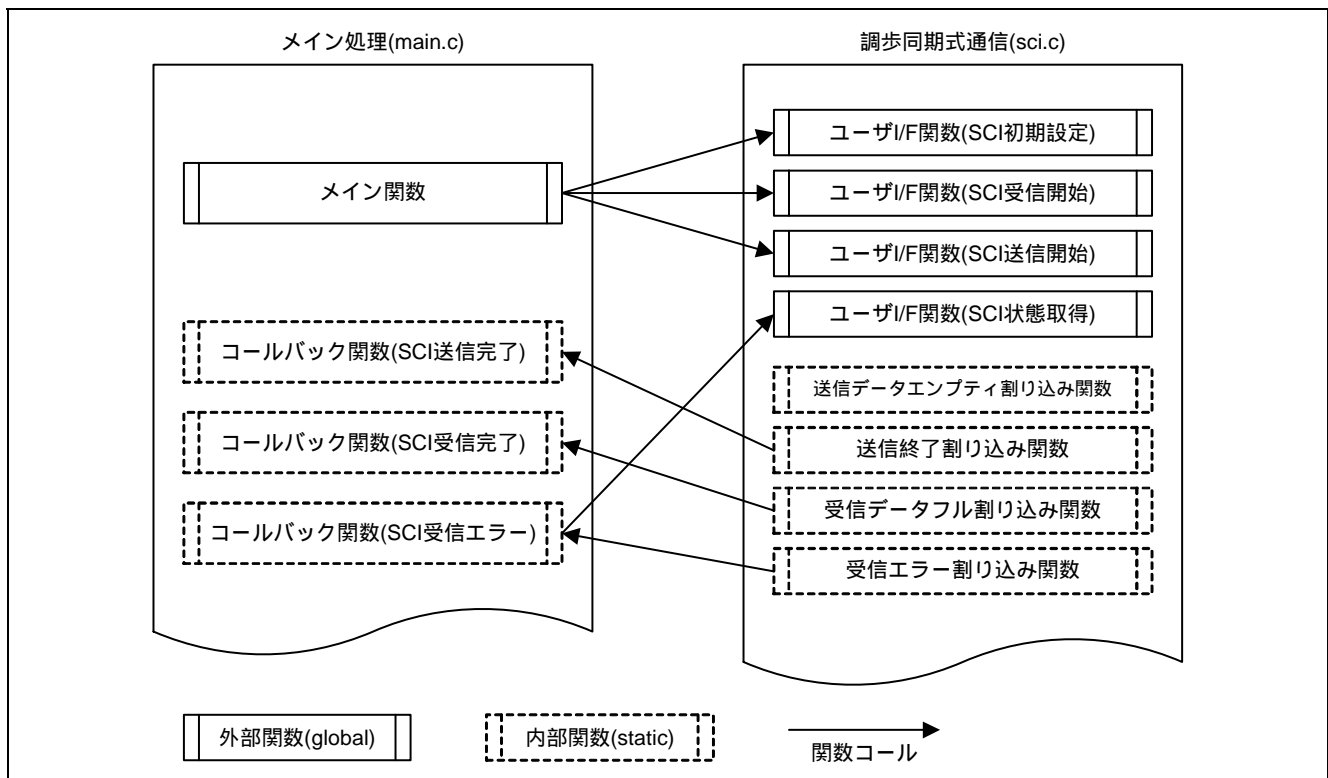 メイン処理(main.c)
調歩同期式通信(sci.c)
メイン関数
ユーザI/F関数(SCI初期設定)
ユーザI/F関数(SCI受信開始)
ユーザI/F関数(SCI送信開始)
ユーザI/F関数(SCI状態取得)
コールバック関数(SCI送信完了)
コールバック関数(SCI受信完了)
コールバック関数(SCI受信エラー)
送信データエンプティ割り込み関数
送信終了割り込み関数
受信データフル割り込み関数
受信エラー割り込み関数
外部関数(global)
内部関数(static)
関数コール